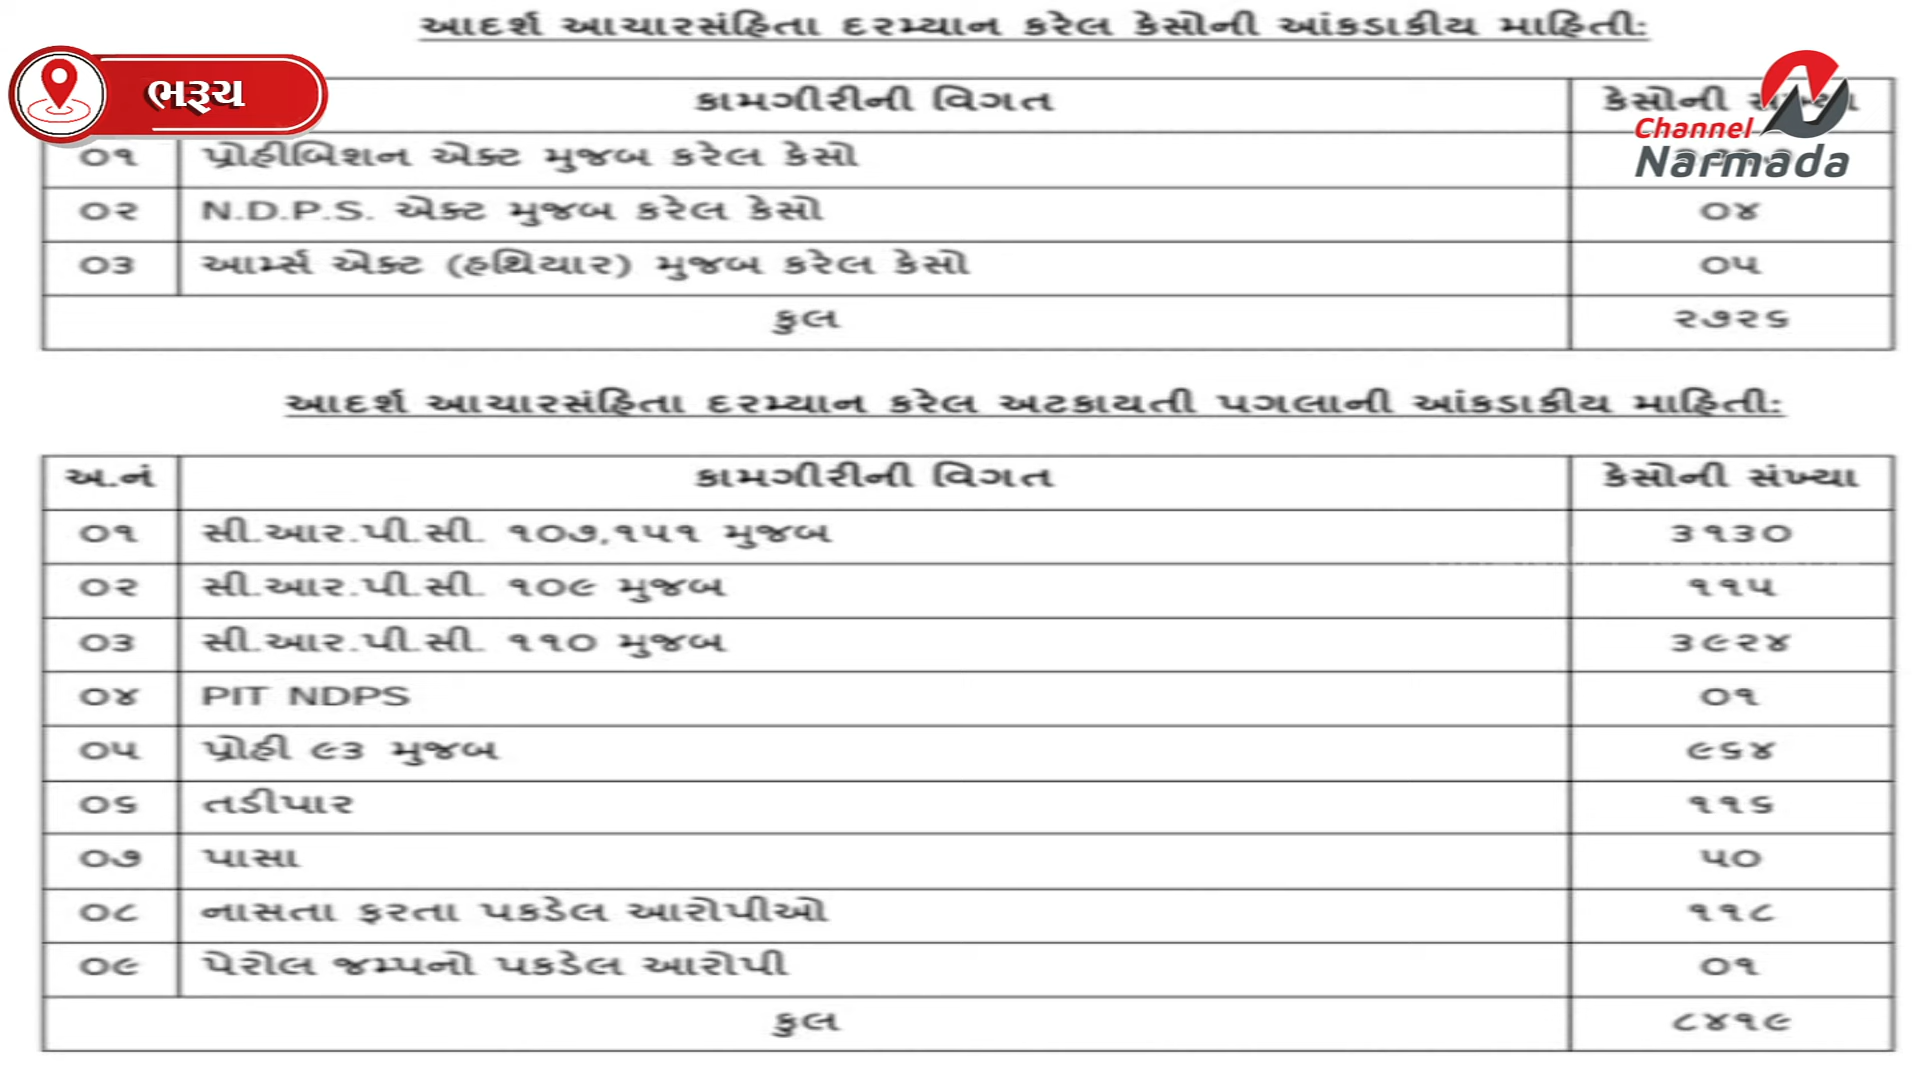 આદર્શ આચારસંહિતા દરમ્યાન કરેલ કેસોની આંકડાકીય માહિતી:
ભરૂચ
કામગીરીની વિગત કેસોની
Channel
Narmada
૦૧ પ્રોહીબિશન એક્ટ મુજબ કરેલ કેસો
૦૨ N.D.P.S. એક્ટ મુજબ કરેલ કેસો ૦૪
૦૩ આર્મ્સ એક્ટ (હથિયાર) મુજબ કરેલ કેસો ૦૫
કુલ ૨૭૨૬
આદર્શ આચારસંહિતા દરમ્યાન કરેલ અટકાયતી પગલાની આંકડાકીય માહિતી:
અ.નં કામગીરીની વિગત કેસોની સંખ્યા
૦૧ સી.આર.પી.સી. ૧૦૭,૧૫૧ મુજબ ૩૧૩૦
૦૨ સી.આર.પી.સી. ૧૦૯ મુજબ ૧૧૫
૦૩ સી.આર.પી.સી. ૧૧૦ મુજબ ૩૯૨૪
૦૪ PIT NDPS ૦૧
૦૫ પ્રોહી ૯૩ મુજબ ૯૬૪
૦૬ તડીપાર ૧૧૬
૦૭ પાસા ૫૦
૦૮ નાસતા ફરતા પકડેલ આરોપીઓ ૧૧૮
૦૯ પેરોલ જમ્પનો પકડેલ આરોપી ૦૧
કુલ ૮૪૧૯